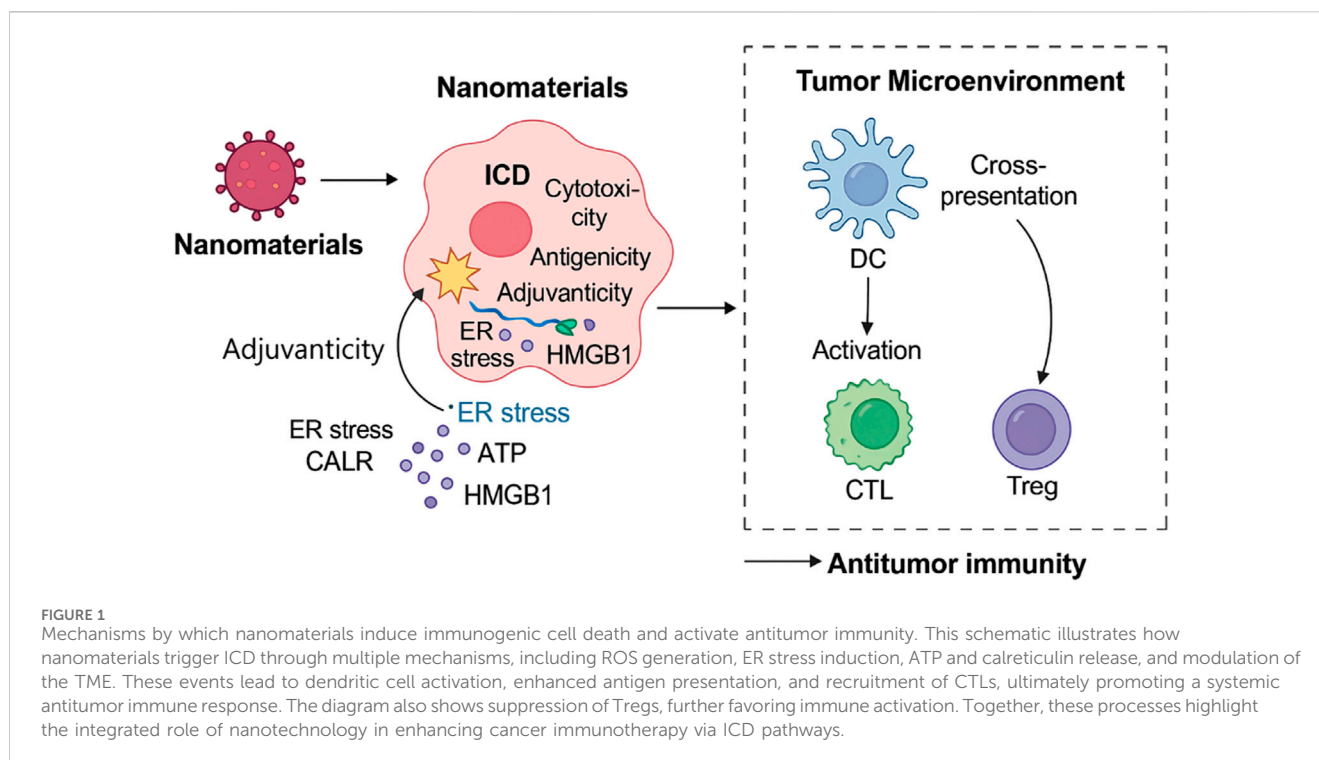 Nanomaterials
Nanomaterials
ICD
Cytotoxi-
city
Antigenicity
Adjuvanticity
ER
stress
HMGB1
Adjuvanticity
ER stress
ER stress
CALR
ATP
HMGB1
Tumor Microenvironment
Cross-
presentation
DC
Activation
CTL
Treg
Antitumor immunity
FIGURE 1
Mechanisms by which nanomaterials induce immunogenic cell death and activate antitumor immunity. This schematic illustrates how
nanomaterials trigger ICD through multiple mechanisms, including ROS generation, ER stress induction, ATP and calreticulin release, and modulation of
the TME. These events lead to dendritic cell activation, enhanced antigen presentation, and recruitment of CTLs, ultimately promoting a systemic
antitumor immune response. The diagram also shows suppression of Tregs, further favoring immune activation. Together, these processes highlight
the integrated role of nanotechnology in enhancing cancer immunotherapy via ICD pathways.